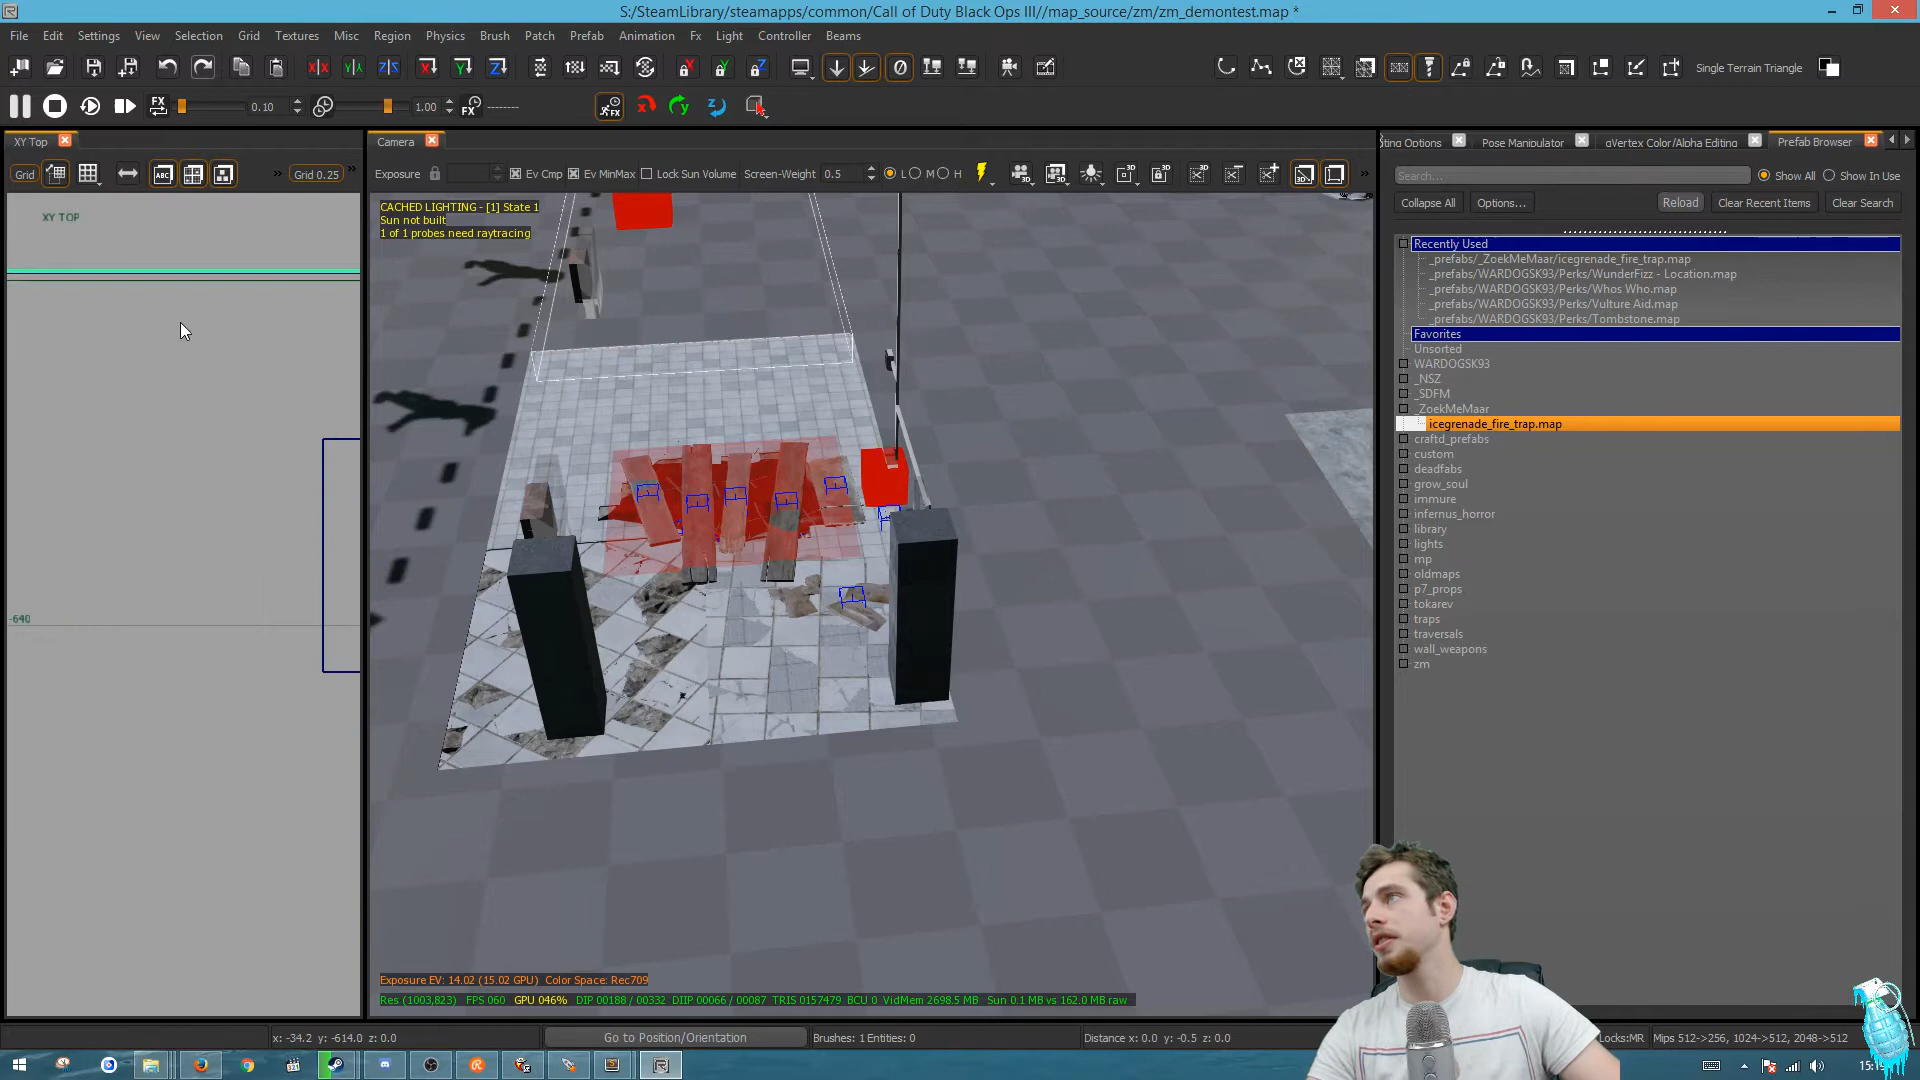 S:/SteamLibrary/steamapps/common/Call of Duty Black Ops III//map_source/zm/zm_demontest.map *
File Edit Settings View Selection Grid Textures Misc Region Physics Brush Patch Prefab Animation Fx Light Controller Beams
Single Terrain Triangle
FX 0.10 1.00 FX --------
XY Top
Camera
ting Options
Pose Manipulator
qVertex Color/Alpha Editing
Prefab Browser
Grid ABC » Grid 0.25 »
Exposure Ev Cmp Ev MinMax Lock Sun Volume Screen-Weight 0.5 L M H »
Search... Show All Show In Use
Collapse All Options... Reload Clear Recent Items Clear Search
XY TOP
CACHED LIGHTING - [1] State 1
Sun not built
1 of 1 probes need raytracing
Recently Used
_prefabs/_ZoekMeMaar/icegrenade_fire_trap.map
_prefabs/WARDOGSK93/Perks/WunderFizz - Location.map
_prefabs/WARDOGSK93/Perks/Whos Who.map
_prefabs/WARDOGSK93/Perks/Vulture Aid.map
_prefabs/WARDOGSK93/Perks/Tombstone.map
Favorites
Unsorted
WARDOGSK93
_NSZ
_SDFM
_ZoekMeMaar
icegrenade_fire_trap.map
craftd_prefabs
custom
deadfabs
grow_soul
immure
infernus_horror
library
lights
mp
oldmaps
p7_props
tokarev
traps
traversals
wall_weapons
zm
-640
Exposure EV: 14.02 (15.02 GPU) Color Space: Rec709
Res (1003,823) FPS 060 GPU 046% DIP 00188 / 00332 DIIP 00066 / 00087 TRIS 0157479 BCU 0 VidMem 2698.5 MB Sun 0.1 MB vs 162.0 MB raw
x: -34.2 y: -614.0 z: 0.0
Go to Position/Orientation
Brushes: 1 Entities: 0
Distance x: 0.0 y: -0.5 z: 0.0
Locks:MR
Mips 512->256, 1024->512, 2048->512